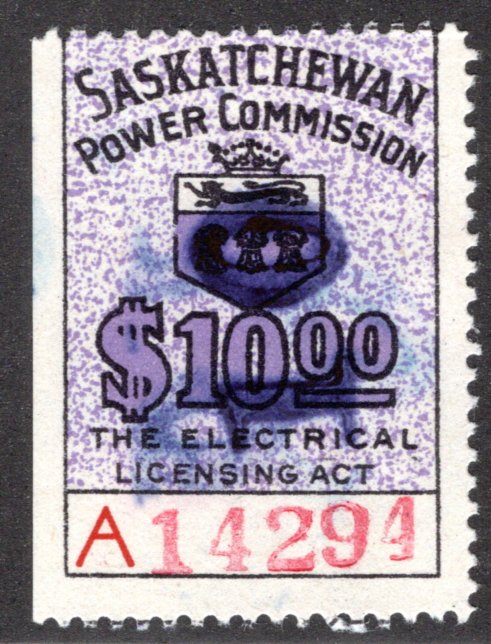 SASKATCHEWAN
POWER COMMISSION
$10.00
THE ELECTRICAL
LICENSING ACT
A 14294